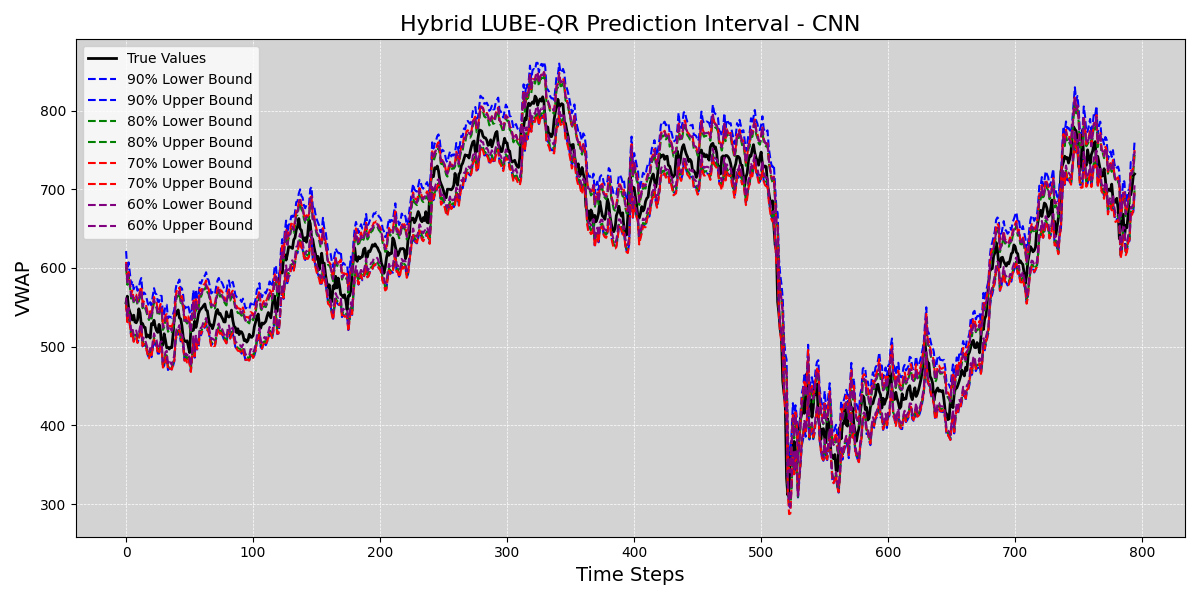 Hybrid LUBE-QR Prediction Interval - CNN
True Values
90% Lower Bound
90% Upper Bound
80% Lower Bound
80% Upper Bound
70% Lower Bound
70% Upper Bound
60% Lower Bound
60% Upper Bound
VWAP
800
700
600
500
400
300
0 100 200 300 400 500 600 700 800
Time Steps